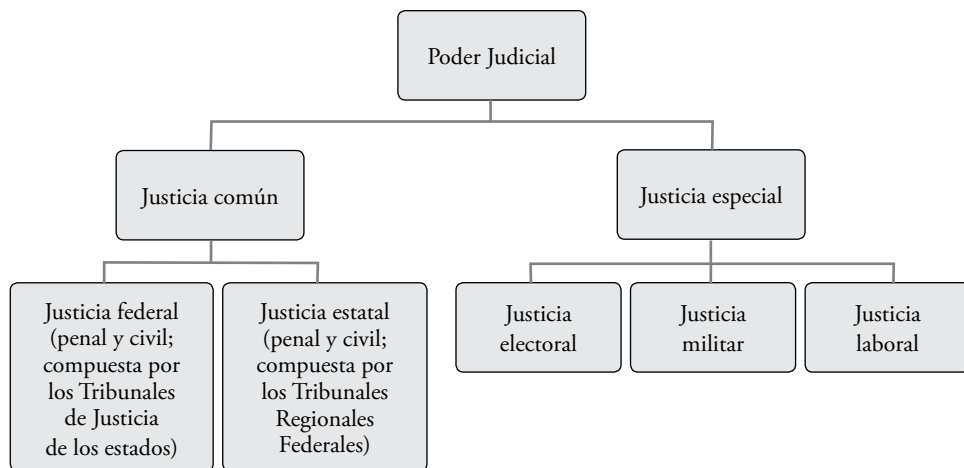 Poder Judicial
Justicia común
Justicia especial
Justicia federal
(penal y civil;
compuesta por
los Tribunales
de Justicia
de los estados)
Justicia estatal
(penal y civil;
compuesta por
los Tribunales
Regionales
Federales)
Justicia
electoral
Justicia
militar
Justicia
laboral